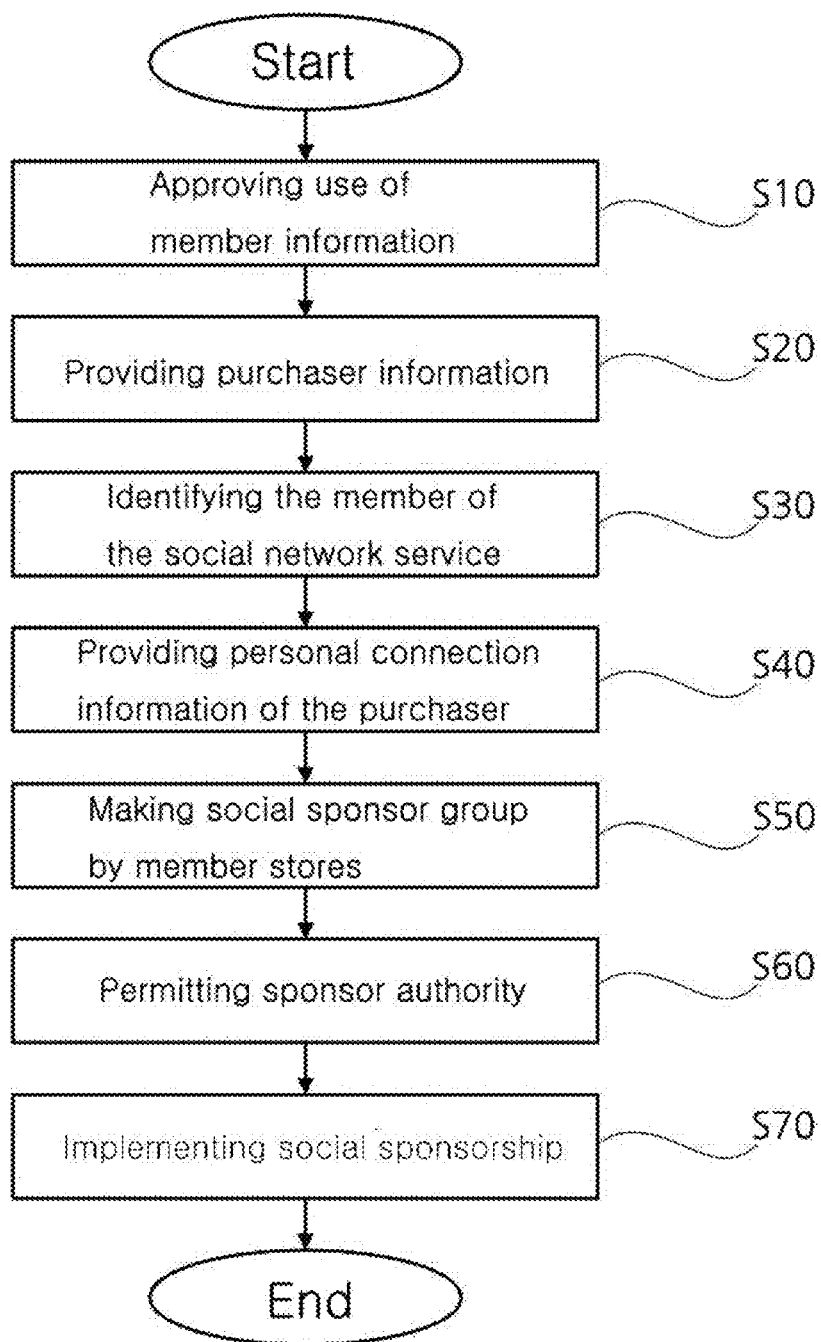 Start
Approving use of
member information
S10
Providing purchaser information
S20
Identifying the member of
the social network service
S30
Providing personal connection
information of the purchaser
S40
Making social sponsor group
by member stores
S50
Permitting sponsor authority
S60
Implementing social sponsorship
S70
End